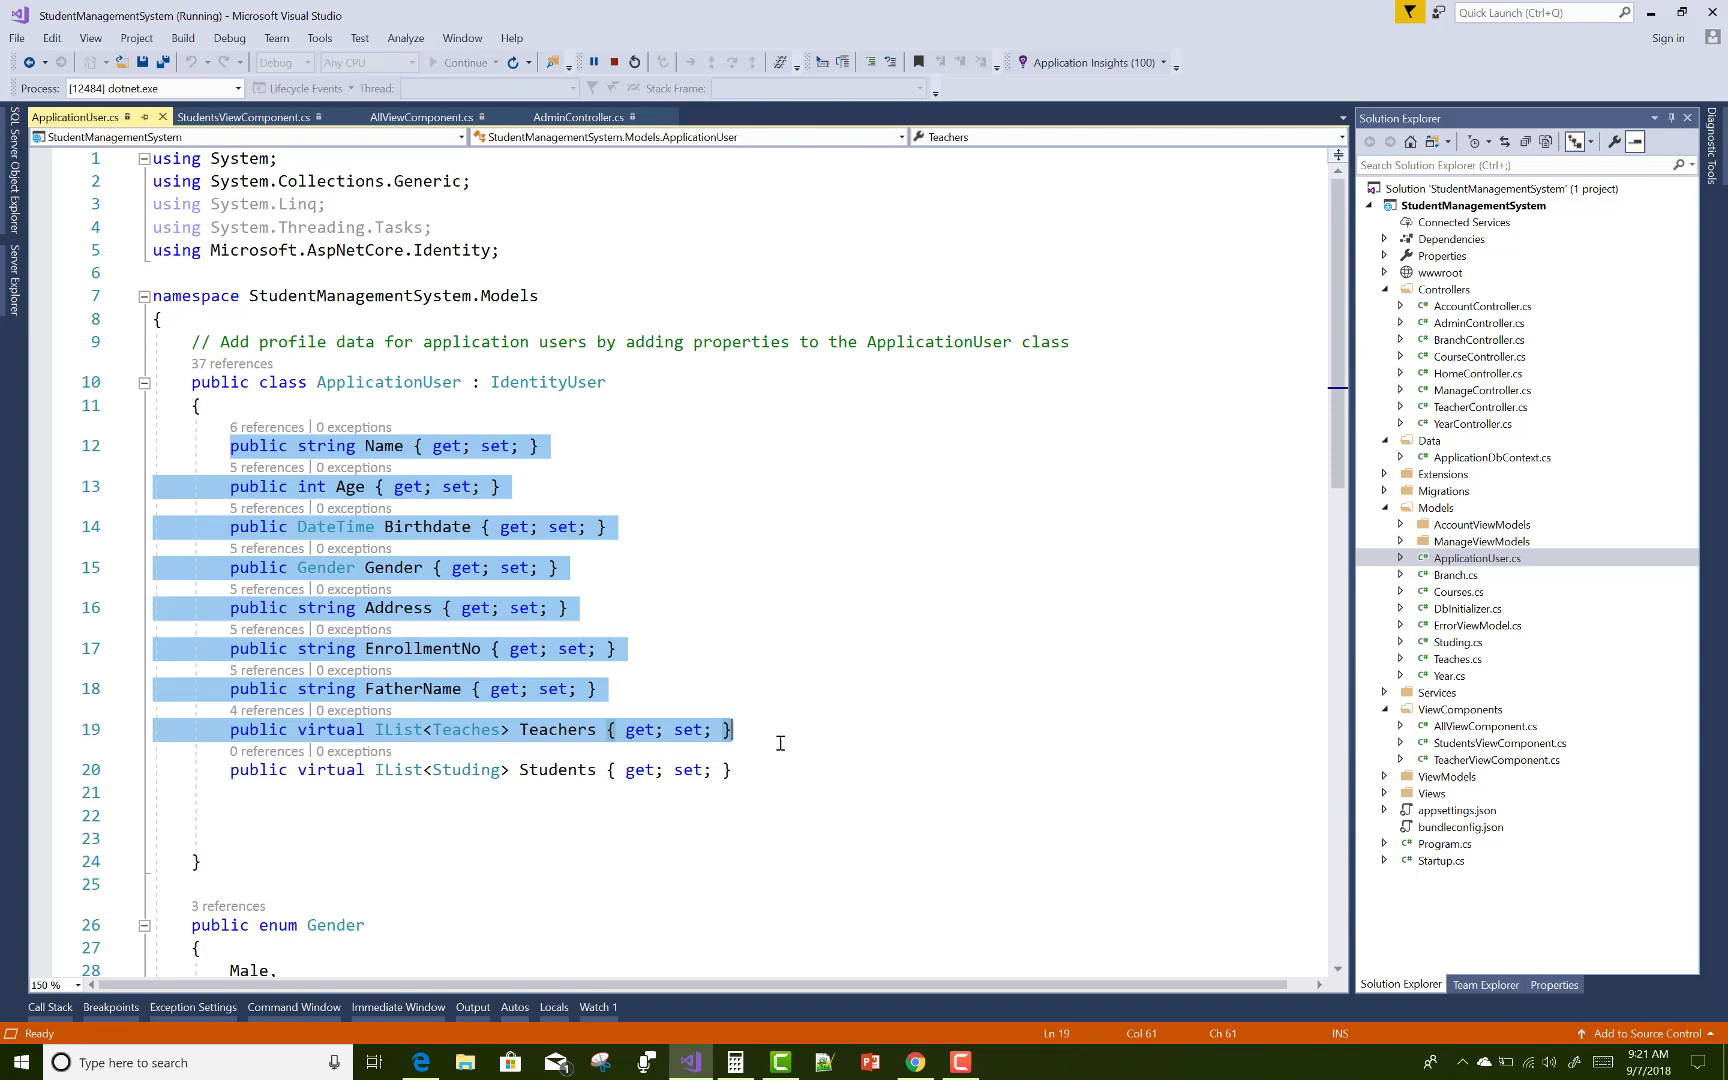 StudentManagementSystem (Running) - Microsoft Visual Studio
Quick Launch (Ctrl+Q)
File Edit View Project Build Debug Team Tools Test Analyze Window Help
Sign in
Debug Any CPU Continue Application Insights (100)
Process: [12484] dotnet.exe Lifecycle Events Thread: Stack Frame:
ApplicationUser.cs StudentsViewComponent.cs AllViewComponent.cs AdminController.cs
StudentManagementSystem StudentManagementSystem.Models.ApplicationUser Teachers
SQL Server Object Explorer
Server Explorer
1 using System;
2 using System.Collections.Generic;
3 using System.Linq;
4 using System.Threading.Tasks;
5 using Microsoft.AspNetCore.Identity;
6
7 namespace StudentManagementSystem.Models
8 {
9 // Add profile data for application users by adding properties to the ApplicationUser class
37 references
10 public class ApplicationUser : IdentityUser
11 {
6 references | 0 exceptions
12 public string Name { get; set; }
5 references | 0 exceptions
13 public int Age { get; set; }
5 references | 0 exceptions
14 public DateTime Birthdate { get; set; }
5 references | 0 exceptions
15 public Gender Gender { get; set; }
5 references | 0 exceptions
16 public string Address { get; set; }
5 references | 0 exceptions
17 public string EnrollmentNo { get; set; }
5 references | 0 exceptions
18 public string FatherName { get; set; }
4 references | 0 exceptions
19 public virtual IList<Teaches> Teachers { get; set; }
0 references | 0 exceptions
20 public virtual IList<Studing> Students { get; set; }
21
22
23
24 }
25
3 references
26 public enum Gender
27 {
28 Male,
150 %
Solution Explorer
Search Solution Explorer (Ctrl+;)
Solution 'StudentManagementSystem' (1 project)
StudentManagementSystem
Connected Services
Dependencies
Properties
wwwroot
Controllers
C# AccountController.cs
C# AdminController.cs
C# BranchController.cs
C# CourseController.cs
C# HomeController.cs
C# ManageController.cs
C# TeacherController.cs
C# YearController.cs
Data
C# ApplicationDbContext.cs
Extensions
Migrations
Models
AccountViewModels
ManageViewModels
C# ApplicationUser.cs
C# Branch.cs
C# Courses.cs
C# DbInitializer.cs
C# ErrorViewModel.cs
C# Studing.cs
C# Teaches.cs
C# Year.cs
Services
ViewComponents
C# AllViewComponent.cs
C# StudentsViewComponent.cs
C# TeacherViewComponent.cs
ViewModels
Views
appsettings.json
bundleconfig.json
C# Program.cs
C# Startup.cs
Solution Explorer Team Explorer Properties
Diagnostic Tools
Call Stack Breakpoints Exception Settings Command Window Immediate Window Output Autos Locals Watch 1
Ready Ln 19 Col 61 Ch 61 INS Add to Source Control
Type here to search
1
9:21 AM
9/7/2018